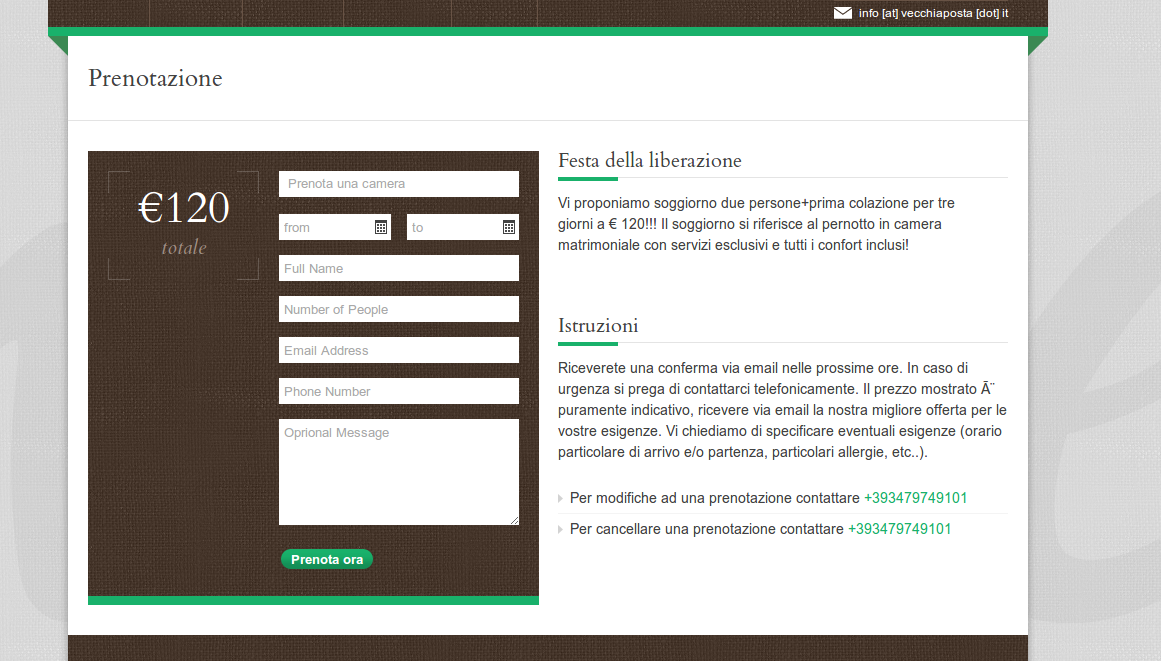 info [at] vecchiaposta [dot] it
Prenotazione
€120
totale
Prenota una camera
from
to
Full Name
Number of People
Email Address
Phone Number
Oprional Message
Prenota ora
Festa della liberazione
Vi proponiamo soggiorno due persone+prima colazione per tre
giorni a € 120!!! Il soggiorno si riferisce al pernotto in camera
matrimoniale con servizi esclusivi e tutti i confort inclusi!
Istruzioni
Riceverete una conferma via email nelle prossime ore. In caso di
urgenza si prega di contattarci telefonicamente. Il prezzo mostrato Ã¨
puramente indicativo, ricevere via email la nostra migliore offerta per le
vostre esigenze. Vi chiediamo di specificare eventuali esigenze (orario
particolare di arrivo e/o partenza, particolari allergie, etc..).
Per modifiche ad una prenotazione contattare +393479749101
Per cancellare una prenotazione contattare +393479749101